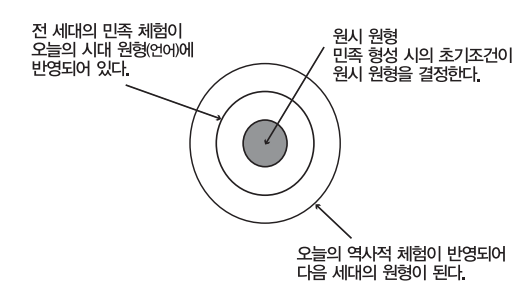 전 세대의 민족 체험이
오늘의 시대 원형(언어)에
반영되어 있다.
원시 원형
민족 형성 시의 초기조건이
원시 원형을 결정한다.
오늘의 역사적 체험이 반영되어
다음 세대의 원형이 된다.